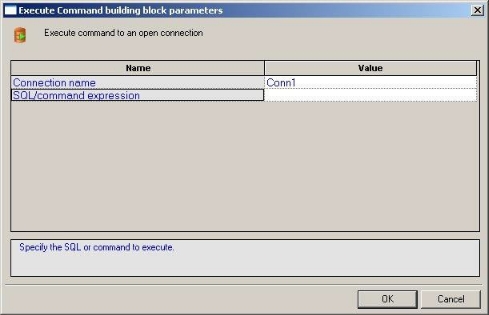 Execute Command building block parameters
Execute command to an open connection
Name Value
Connection name Conn1
SQL/command expression
Specify the SQL or command to execute.
OK Cancel